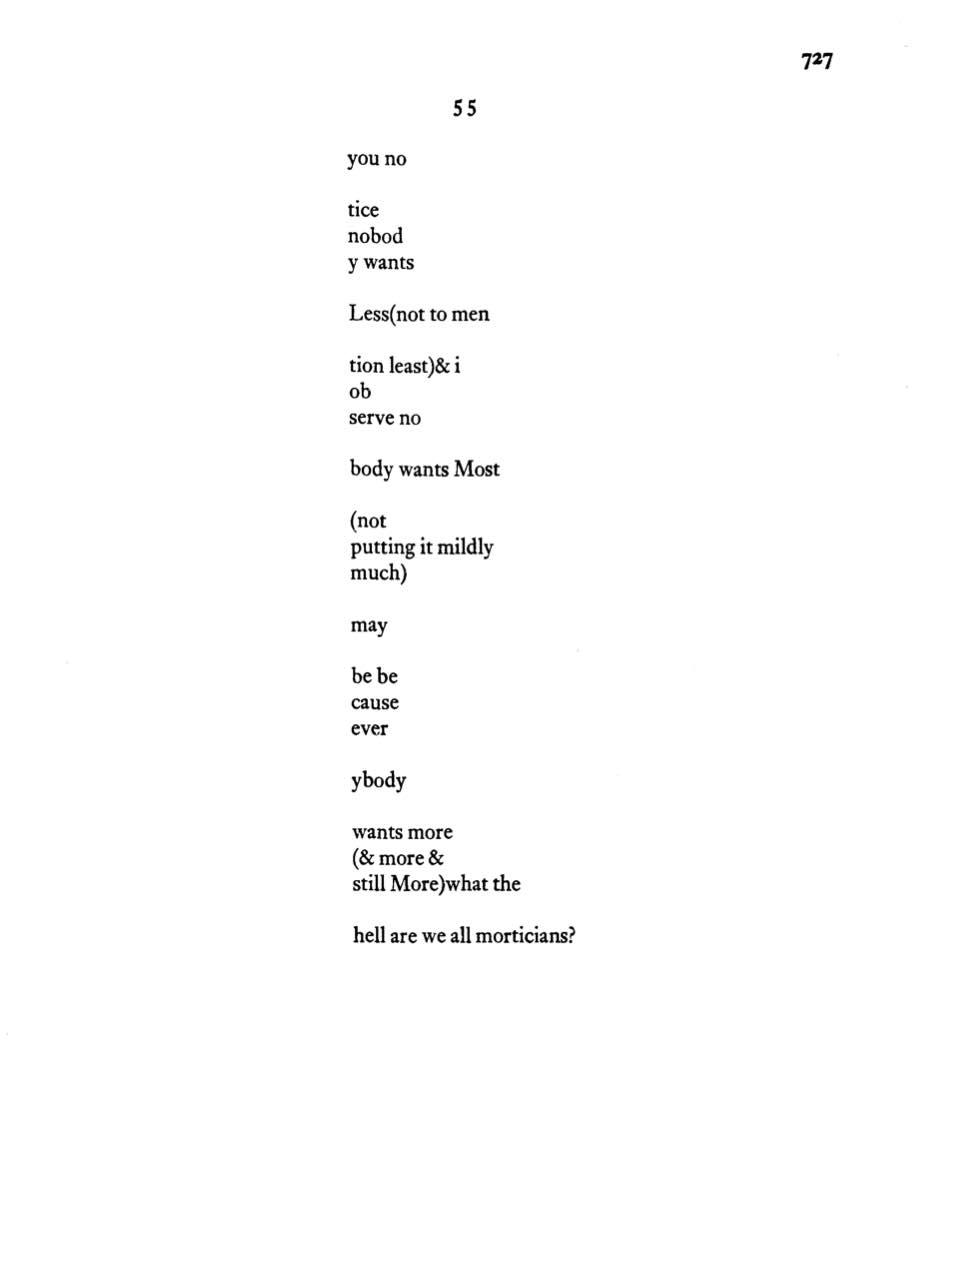 727
55
you no
tice
nobod
y wants
Less(not to men
tion least)& i
ob
serve no
body wants Most
(not
putting it mildly
much)
may
be be
cause
ever
ybody
wants more
(& more &
still More)what the
hell are we all morticians?